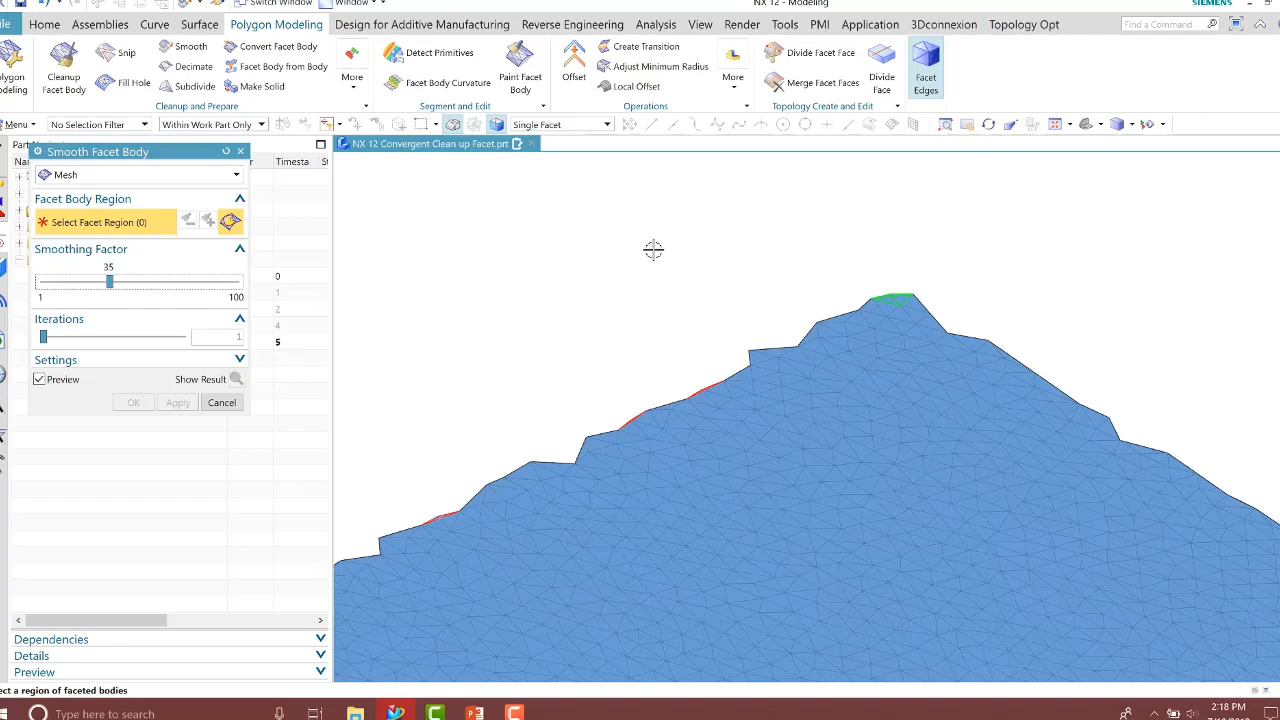 Switch Window Window NX 12 - Modeling SIEMENS
File Home Assemblies Curve Surface Polygon Modeling Design for Additive Manufacturing Reverse Engineering Analysis View Render Tools PMI Application 3Dconnexion Topology Opt Find a Command
Snip Smooth Convert Facet Body Detect Primitives Create Transition Divide Facet Face
Cleanup Facet Body Decimate Facet Body from Body More Paint Facet Body Offset Adjust Minimum Radius More Divide Face Facet Edges
Fill Hole Subdivide Make Solid Facet Body Curvature Local Offset Merge Facet Faces
Cleanup and Prepare Segment and Edit Operations Topology Create and Edit
Menu No Selection Filter Within Work Part Only Single Facet
NX 12 Convergent Clean up Facet.prt
Smooth Facet Body
Timesta
Mesh
Facet Body Region
Select Facet Region (0)
Smoothing Factor
35
0
1 100
1
2
Iterations
4
1
5
Settings
Preview Show Result
OK Apply Cancel
Dependencies
Details
Preview
ect a region of faceted bodies
Type here to search
2:18 PM